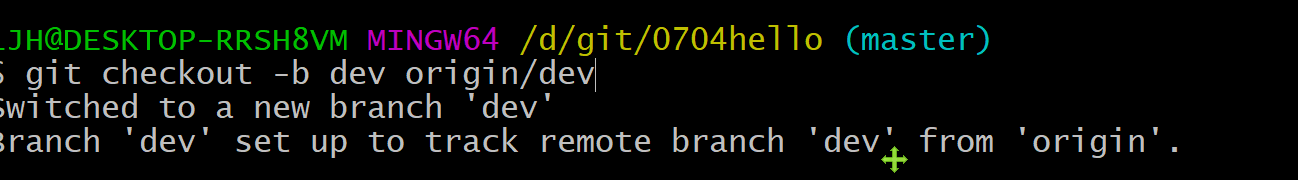 LJH@DESKTOP-RRSH8VM MINGW64 /d/git/0704hello (master)
$ git checkout -b dev origin/dev
Switched to a new branch 'dev'
Branch 'dev' set up to track remote branch 'dev' from 'origin'.